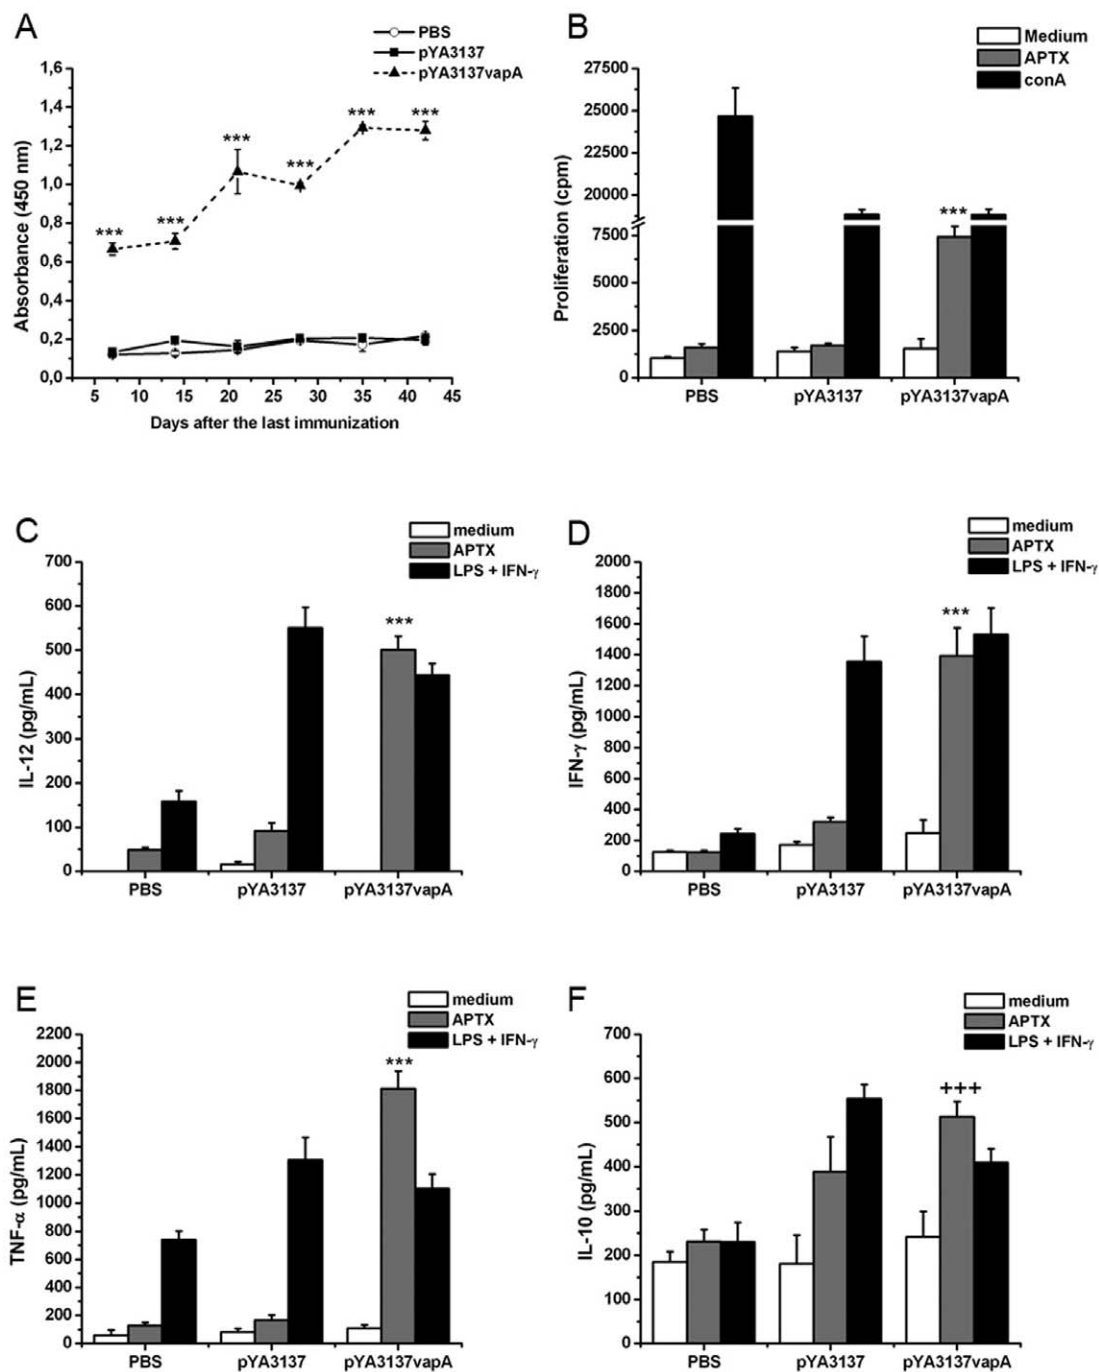 A
PBS
pYA3137
pYA3137vapA
1,6
1,4
1,2
1,0
0,8
0,6
0,4
0,2
0,0
Absorbance (450 nm)
***
***
***
***
***
***
5 10 15 20 25 30 35 40 45
Days after the last immunization
B
Medium
APTX
conA
27500
25000
22500
20000
7500
5000
2500
0
Proliferation (cpm)
***
PBS pYA3137 pYA3137vapA
C
medium
APTX
LPS + IFN-γ
700
600
500
400
300
200
100
0
IL-12 (pg/mL)
***
PBS pYA3137 pYA3137vapA
D
medium
APTX
LPS + IFN-γ
2000
1800
1600
1400
1200
1000
800
600
400
200
0
IFN-γ (pg/mL)
***
PBS pYA3137 pYA3137vapA
E
medium
APTX
LPS + IFN-γ
2200
2000
1800
1600
1400
1200
1000
800
600
400
200
0
TNF-α (pg/mL)
***
PBS pYA3137 pYA3137vapA
F
medium
APTX
LPS + IFN-γ
700
600
500
400
300
200
100
0
IL-10 (pg/mL)
+++
PBS pYA3137 pYA3137vapA